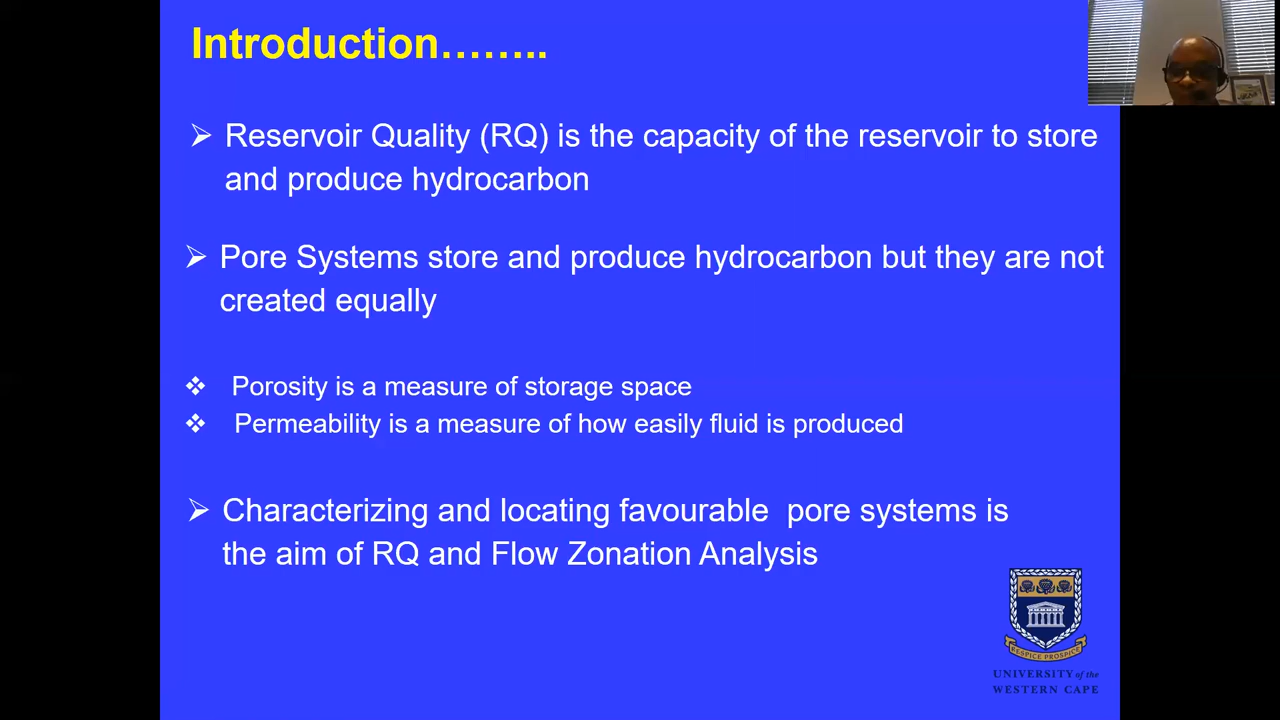 Introduction……..
➢ Reservoir Quality (RQ) is the capacity of the reservoir to store
and produce hydrocarbon
➢ Pore Systems store and produce hydrocarbon but they are not
created equally
❖ Porosity is a measure of storage space
❖ Permeability is a measure of how easily fluid is produced
➢ Characterizing and locating favourable pore systems is
the aim of RQ and Flow Zonation Analysis
RESPICE PROSPICE
UNIVERSITY of the
WESTERN CAPE